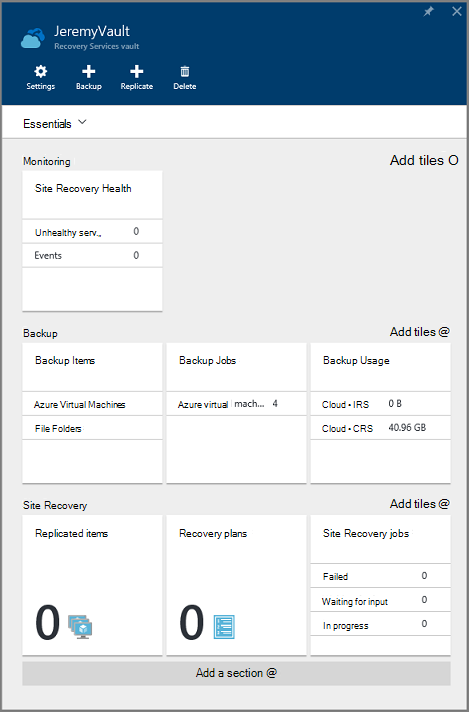 JeremyVault
Recovery Services vault
Settings
Backup
Replicate
Delete
Essentials
Monitoring
Add tiles O
Site Recovery Health
Unhealthy serv.,
0
Events
0
Backup
Add tiles @
Backup Items
Azure Virtual Machines
File Folders
Backup Jobs
Azure virtual mach...
4
Backup Usage
Cloud • IRS
0 B
Cloud • CRS
40.96 GB
Site Recovery
Add tiles @
Replicated items
0
Recovery plans
0
Site Recovery jobs
Failed
0
Waiting for input
0
In progress
0
Add a section @